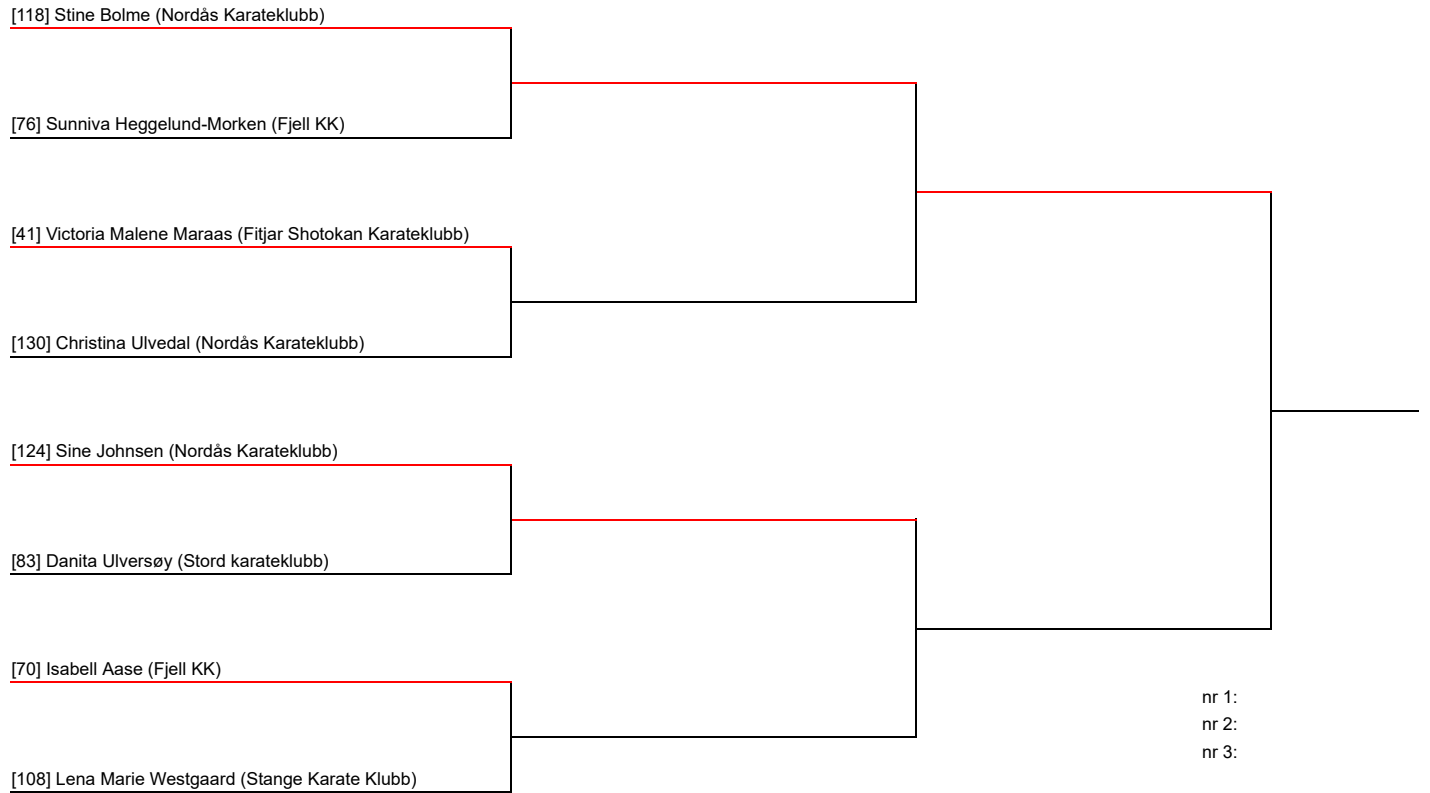 [118] Stine Bolme (Nordås Karateklubb)
[76] Sunniva Heggelund-Morken (Fjell KK)
[41] Victoria Malene Maraas (Fitjar Shotokan Karateklubb)
[130] Christina Ulvedal (Nordås Karateklubb)
[124] Sine Johnsen (Nordås Karateklubb)
[83] Danita Ulversøy (Stord karateklubb)
[70] Isabell Aase (Fjell KK)
[108] Lena Marie Westgaard (Stange Karate Klubb)
nr 1:
nr 2:
nr 3: